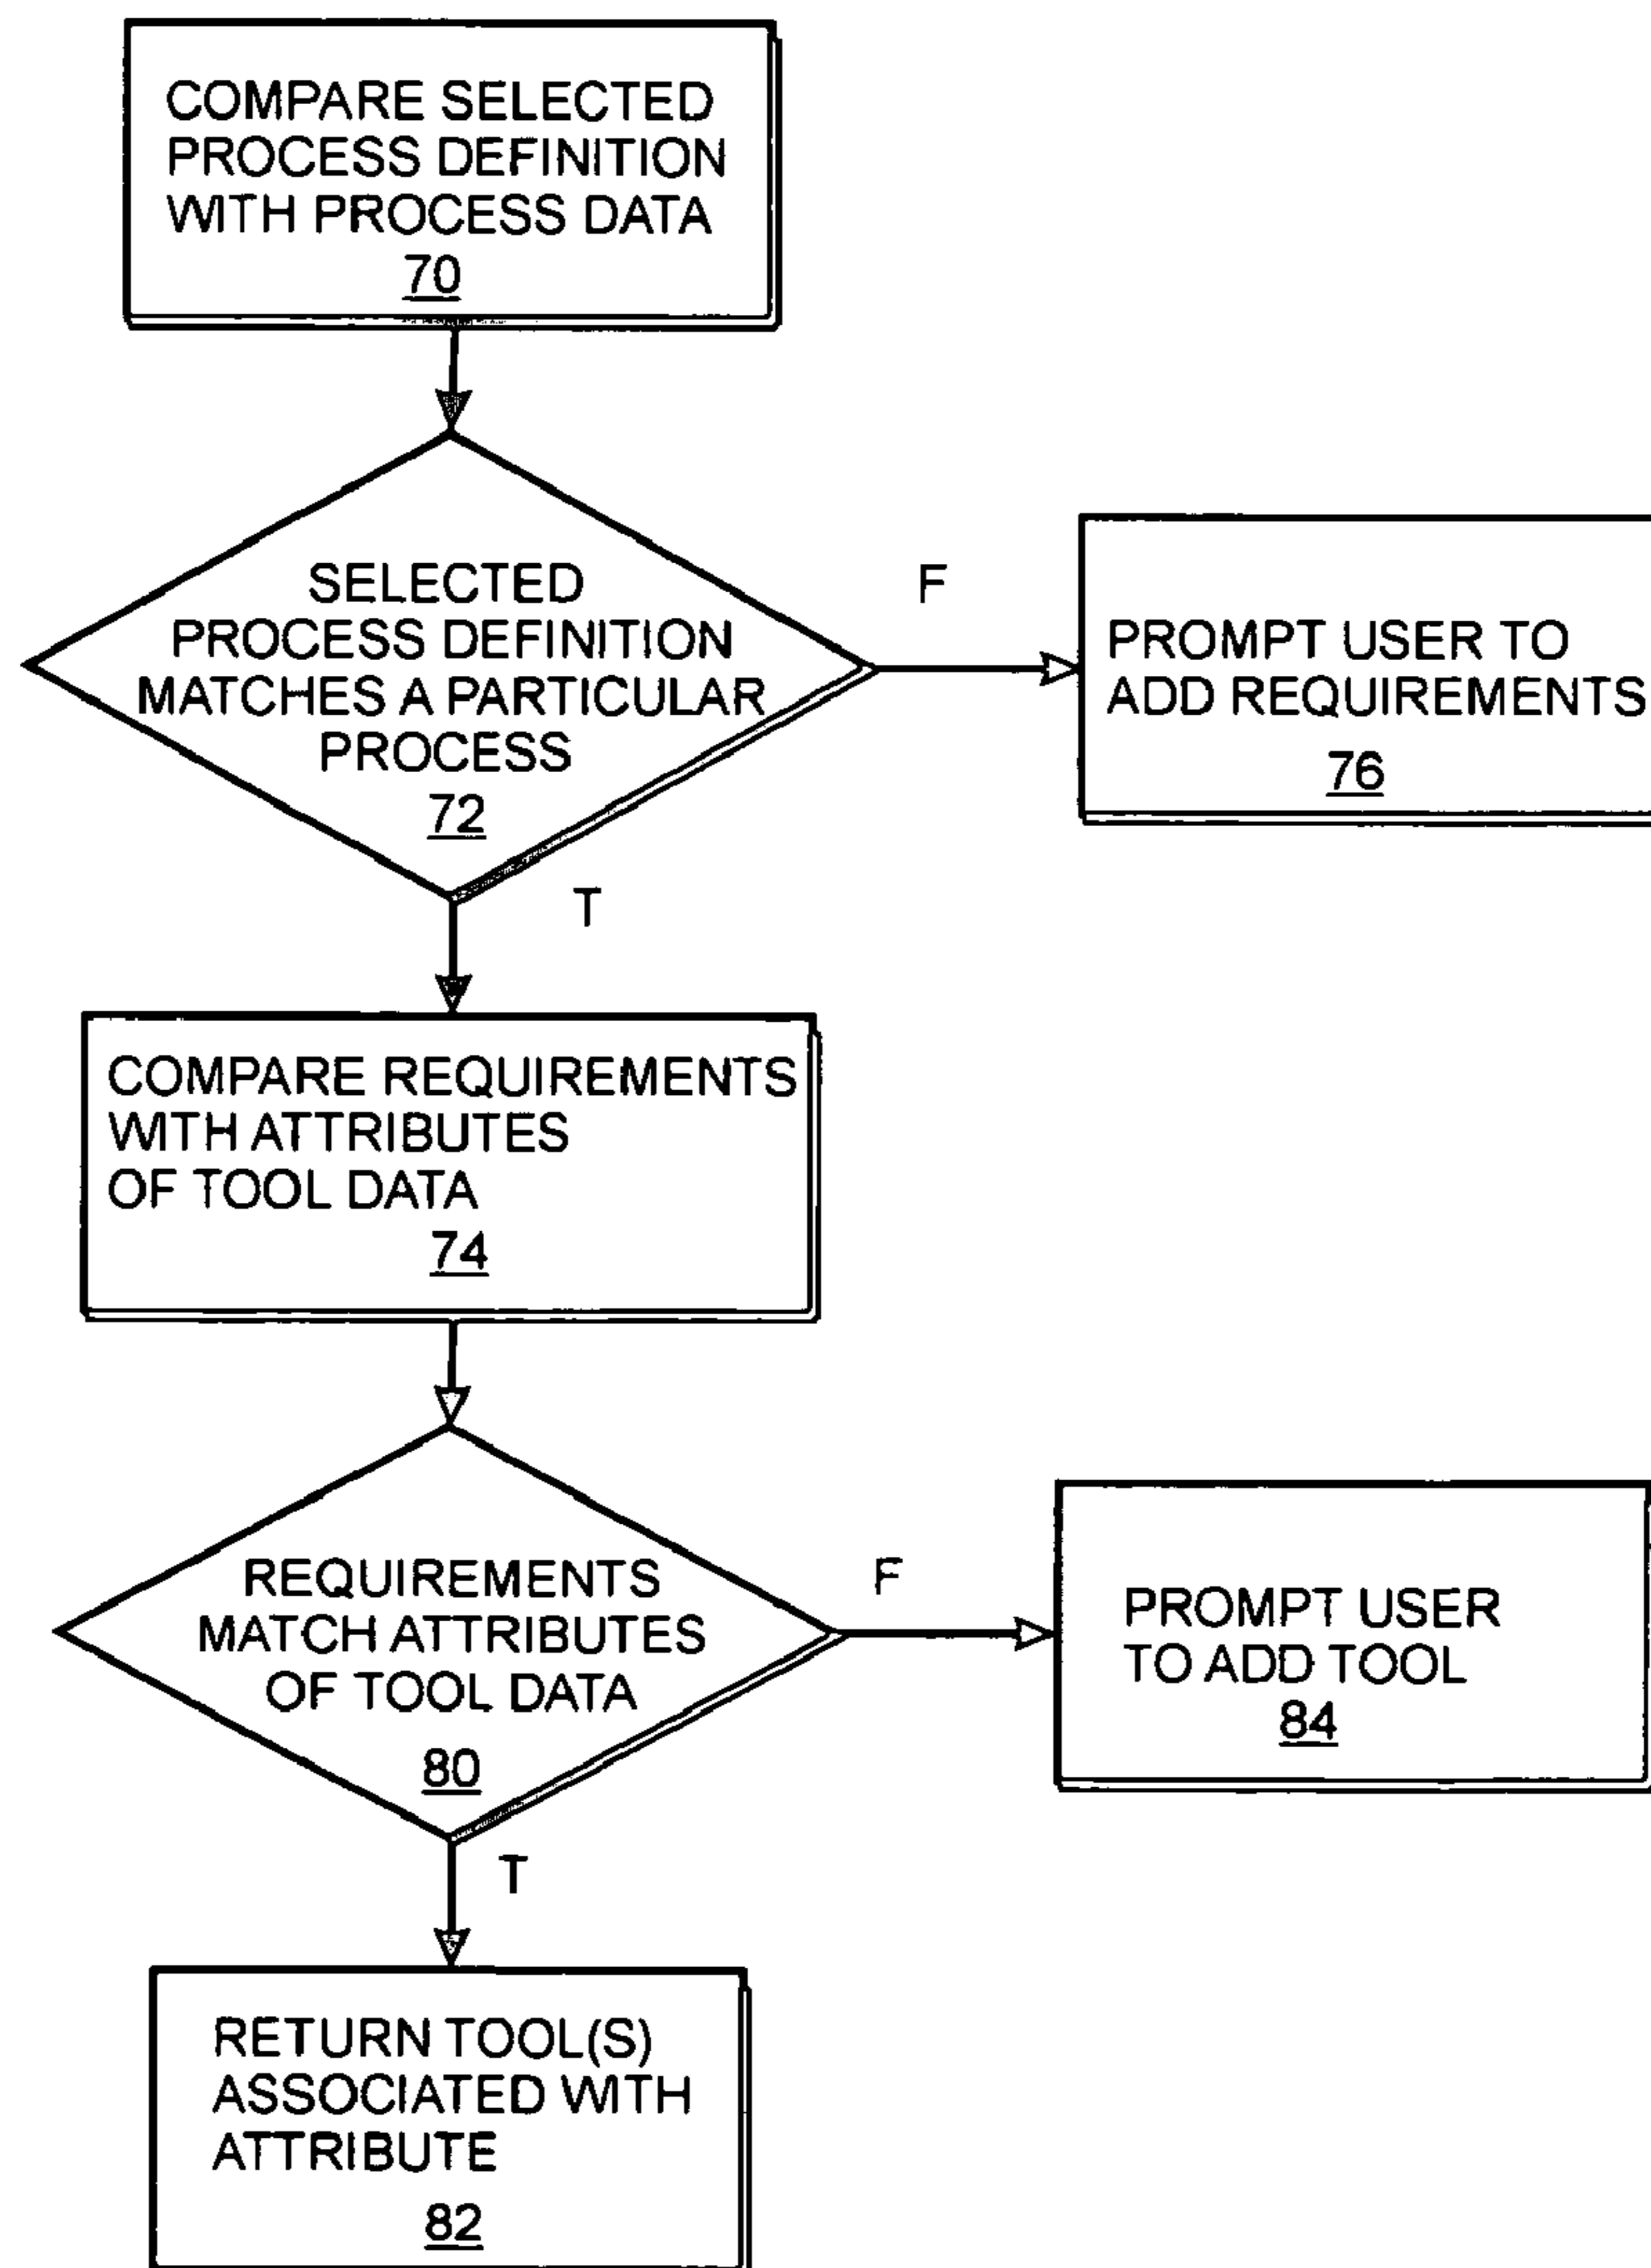 COMPARE SELECTED
PROCESS DEFINITION
WITH PROCESS DATA
70
SELECTED
PROCESS DEFINITION
MATCHES A PARTICULAR
PROCESS
72
F
PROMPT USER TO
ADD REQUIREMENTS
76
T
COMPARE REQUIREMENTS
WITH ATTRIBUTES
OF TOOL DATA
74
REQUIREMENTS
MATCH ATTRIBUTES
OF TOOL DATA
80
F
PROMPT USER
TO ADD TOOL
84
T
RETURN TOOL(S)
ASSOCIATED WITH
ATTRIBUTE
82